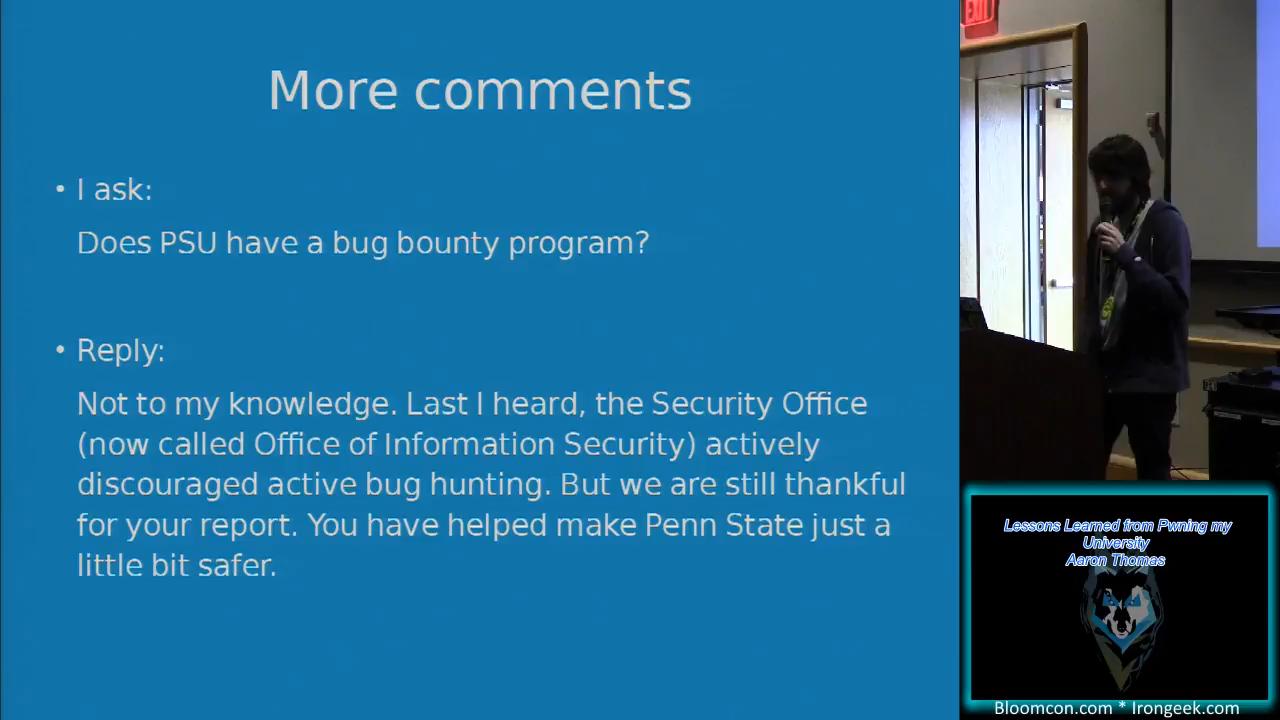 More comments
• I ask:
Does PSU have a bug bounty program?
• Reply:
Not to my knowledge. Last I heard, the Security Office
(now called Office of Information Security) actively
discouraged active bug hunting. But we are still thankful
for your report. You have helped make Penn State just a
little bit safer.
EXIT
Lessons Learned from Pwning my
University
Aaron Thomas
Bloomcon.com * Irongeek.com